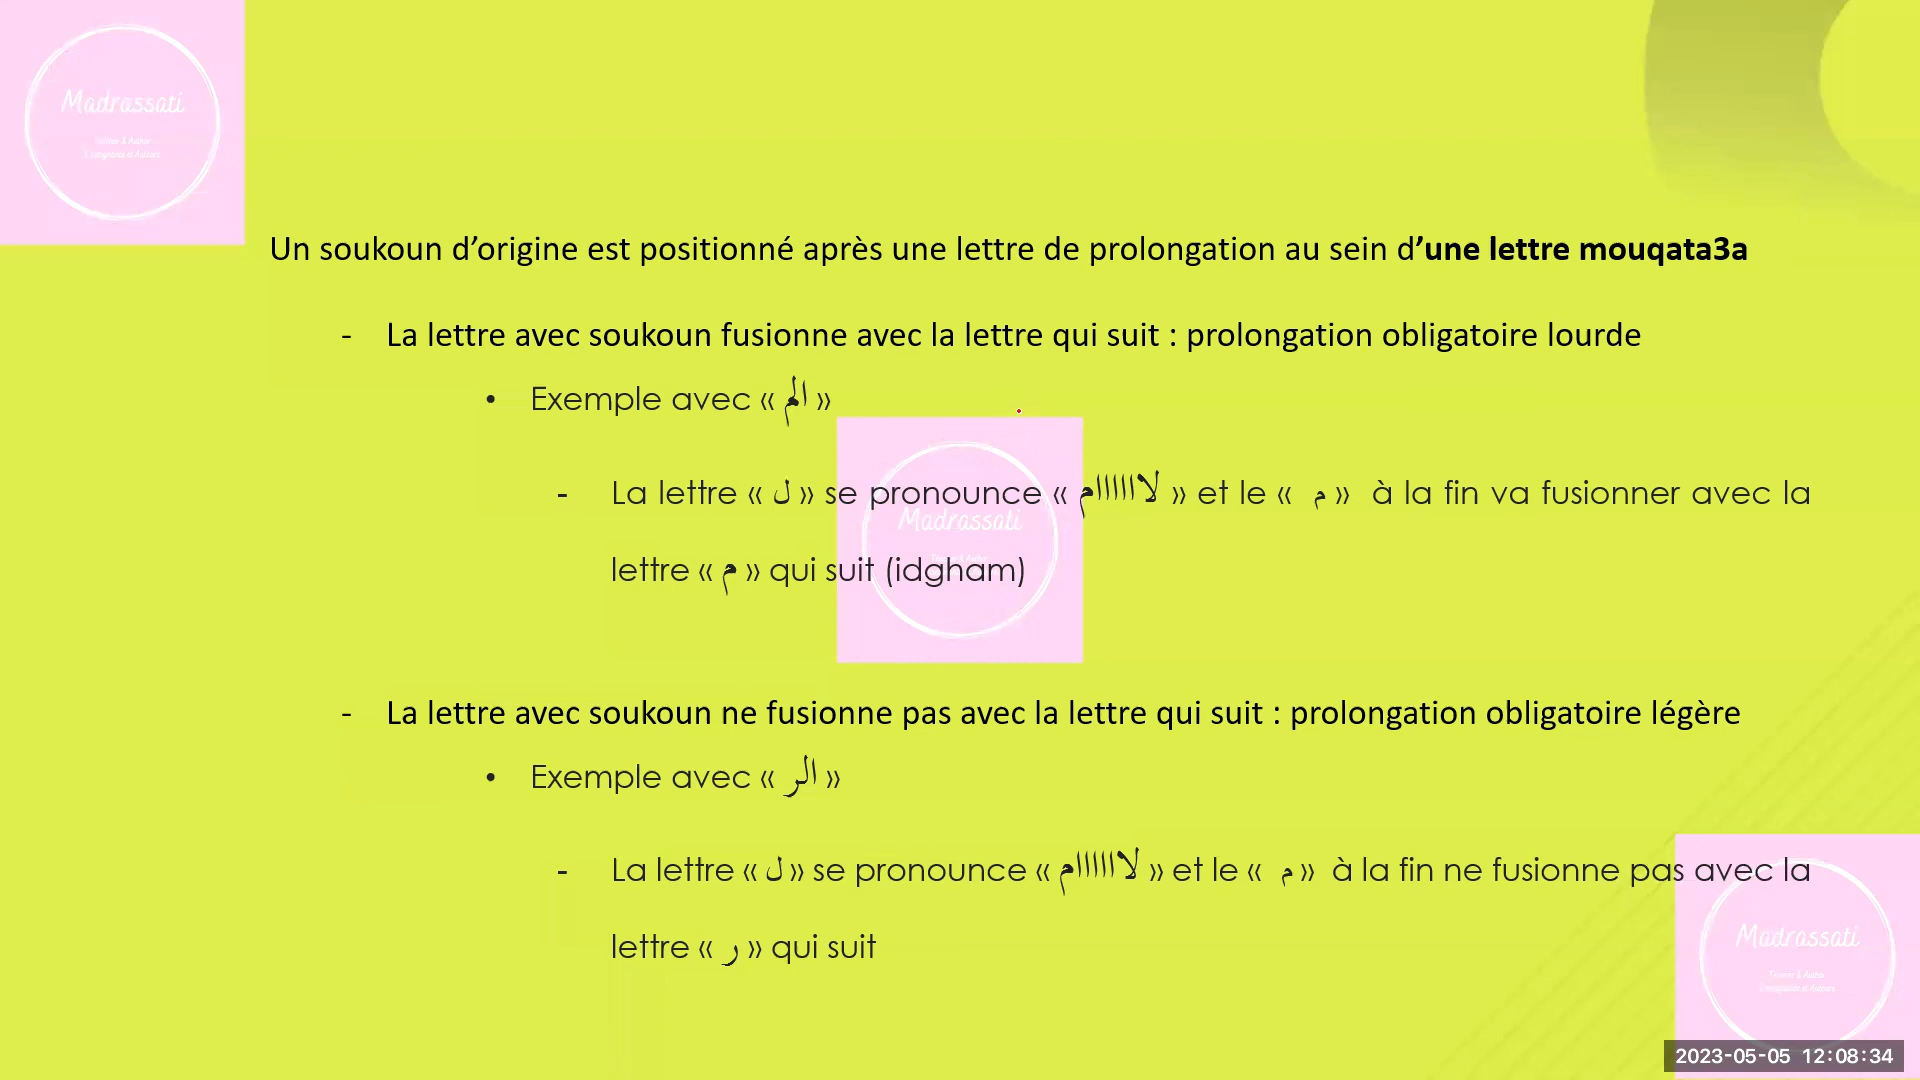 Madrassati
Un soukoun d’origine est positionné après une lettre de prolongation au sein d’une lettre mouqata3a
- La lettre avec soukoun fusionne avec la lettre qui suit : prolongation obligatoire lourde
• Exemple avec « الم »
- La lettre « ل » se pronounce « لاااااام » et le « م » à la fin va fusionner avec la
Madrassati
lettre « م » qui suit (idgham)
- La lettre avec soukoun ne fusionne pas avec la lettre qui suit : prolongation obligatoire légère
• Exemple avec « الر »
- La lettre « ل » se pronounce « لاااااام » et le « م » à la fin ne fusionne pas avec la
Madrassati
lettre « ر » qui suit
2023-05-05 12:08:34